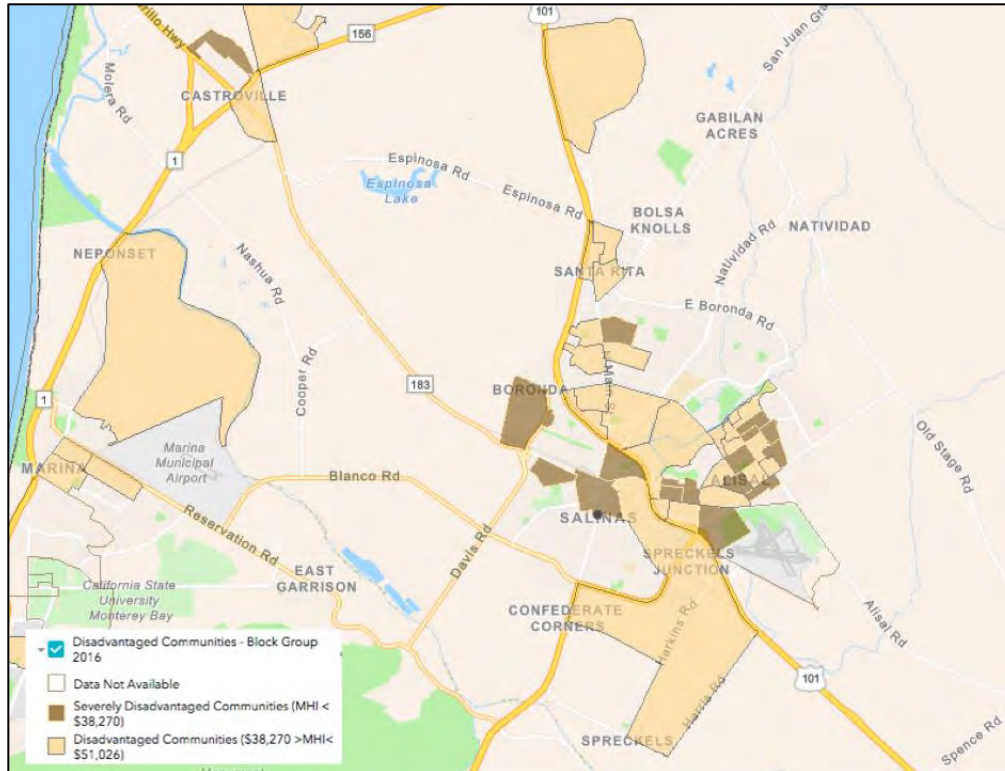 rillo Hwy
101
156
San Juan Gra
Molera Rd
CASTROVILLE
GABILAN
ACRES
1
Espinosa Rd
Espinosa
Lake
Espinosa Rd
BOLSA
KNOLLS
Natividad Rd
NATIVIDAD
NEPONSET
Nashua Rd
SANTA RITA
E Boronda Rd
Cooper Rd
N Main St
183
BORONDA
1
Old Stage Rd
MARINA
Marina
Municipal
Airport
Blanco Rd
ALISAL
Reservation Rd
SALINAS
Davis Rd
SPRECKELS
JUNCTION
EAST
GARRISON
California State
University
Monterey Bay
CONFEDERATE
CORNERS
Harkins Rd
Alisal Rd
101
Harris Rd
SPRECKELS
Spence Rd
Disadvantaged Communities - Block Group
2016
Data Not Available
Severely Disadvantaged Communities (MHI <
$38,270)
Disadvantaged Communities ($38,270 >MHI<
$51,026)